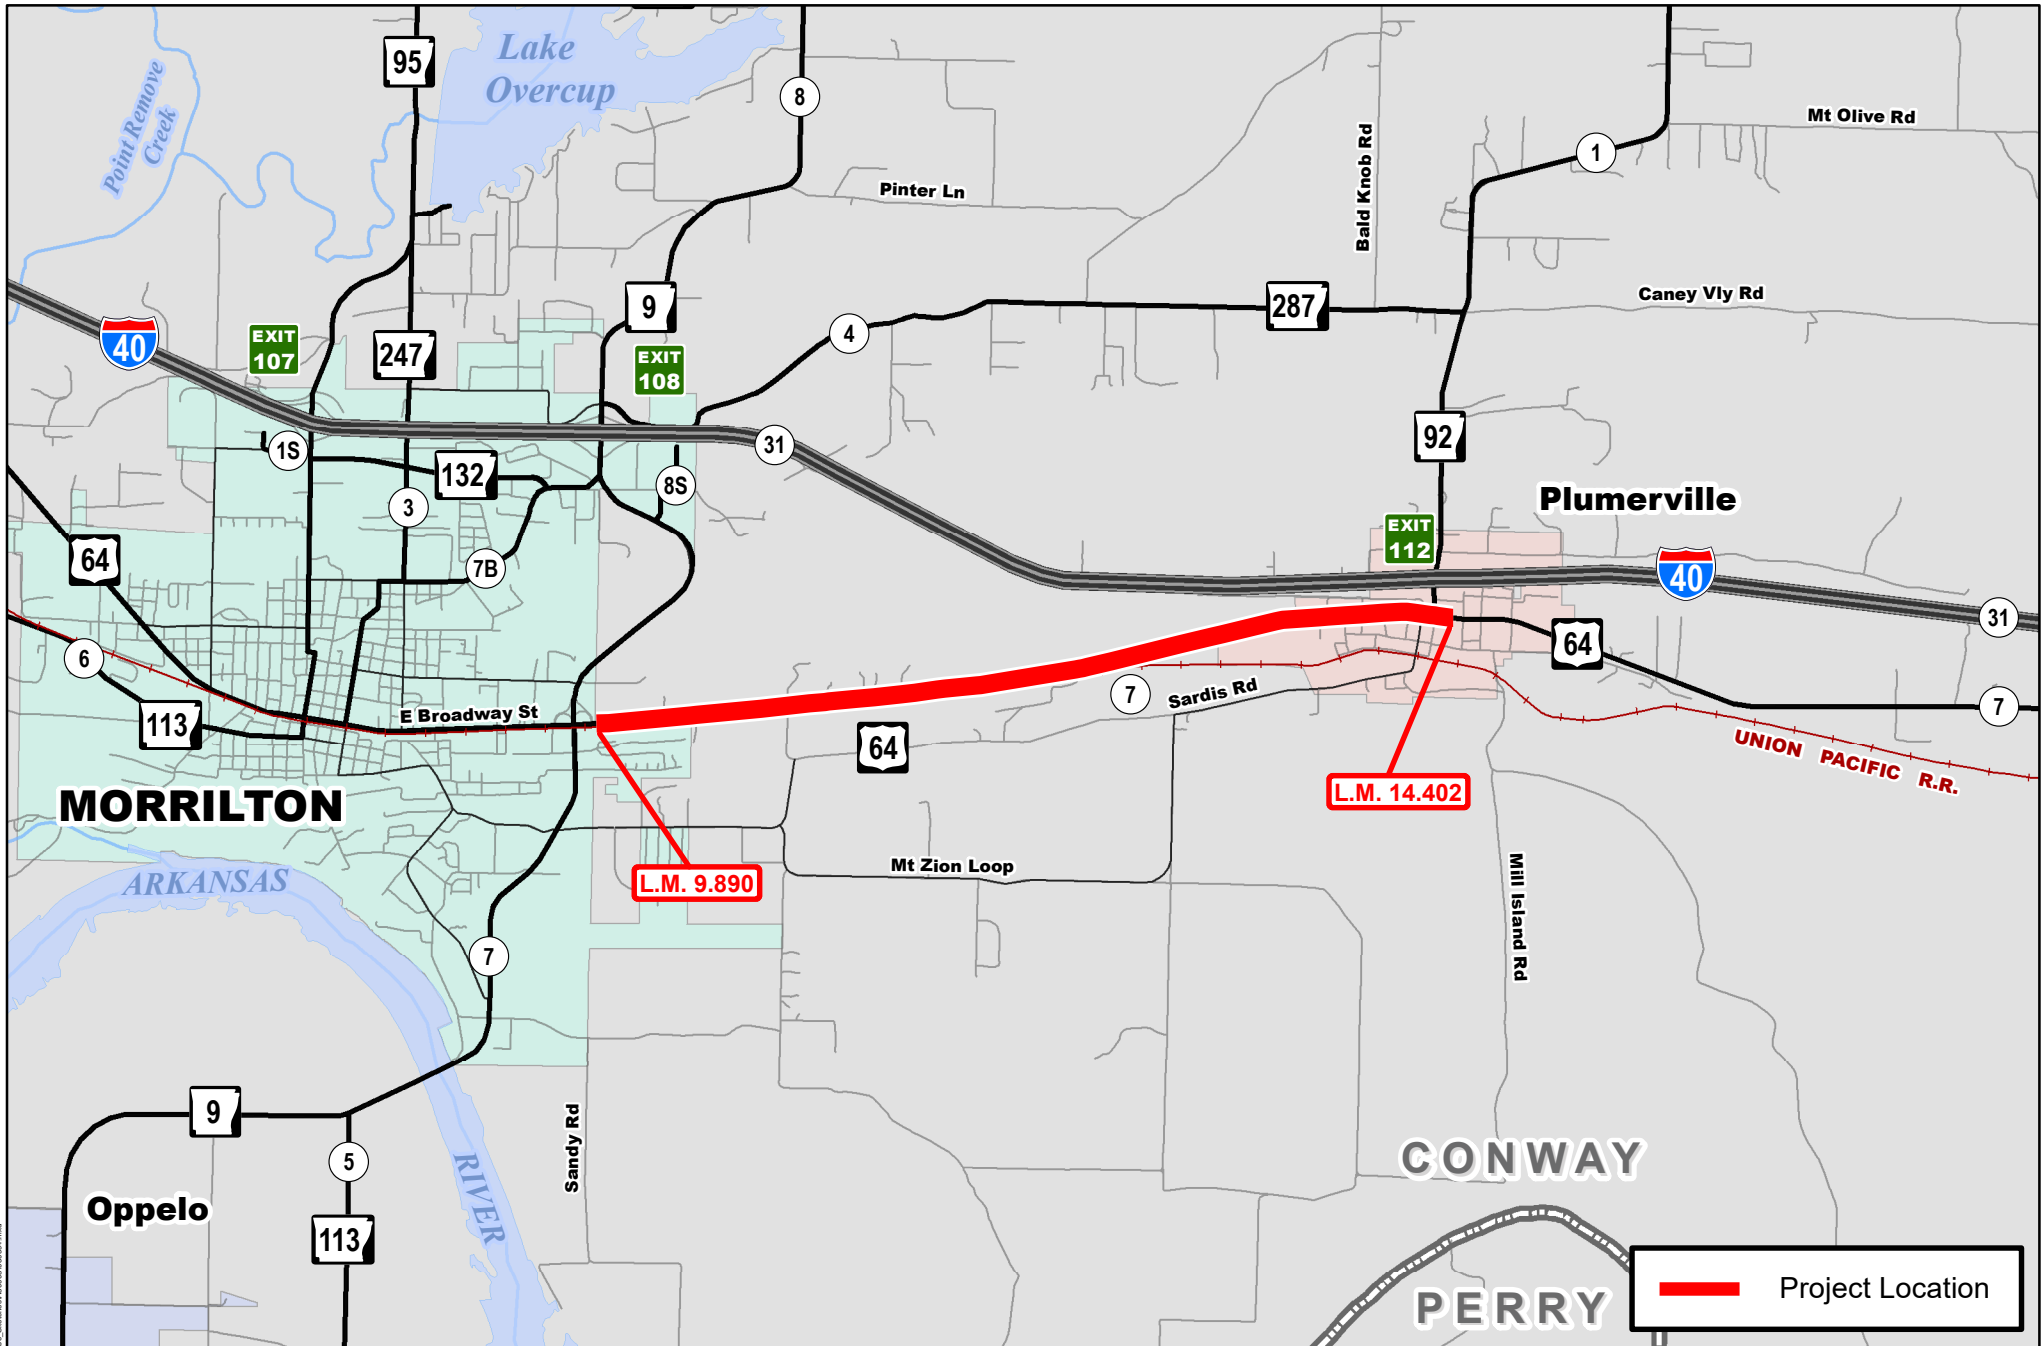 95
Lake
Overcup
8
Point Remove
Creek
Mt Olive Rd
1
Bald Knob Rd
Pinter Ln
Caney Vly Rd
287
9
4
40
EXIT
107
247
EXIT
108
92
1S
132
31
3
8S
Plumerville
EXIT
112
64
7B
40
31
6
64
7
Sardis Rd
7
113
E Broadway St
64
UNION PACIFIC R.R.
MORRILTON
L.M. 14.402
L.M. 9.890
Mt Zion Loop
ARKANSAS
RIVER
Mill Island Rd
7
9
5
Sandy Rd
Oppelo
113
CONWAY
PERRY
Project Location